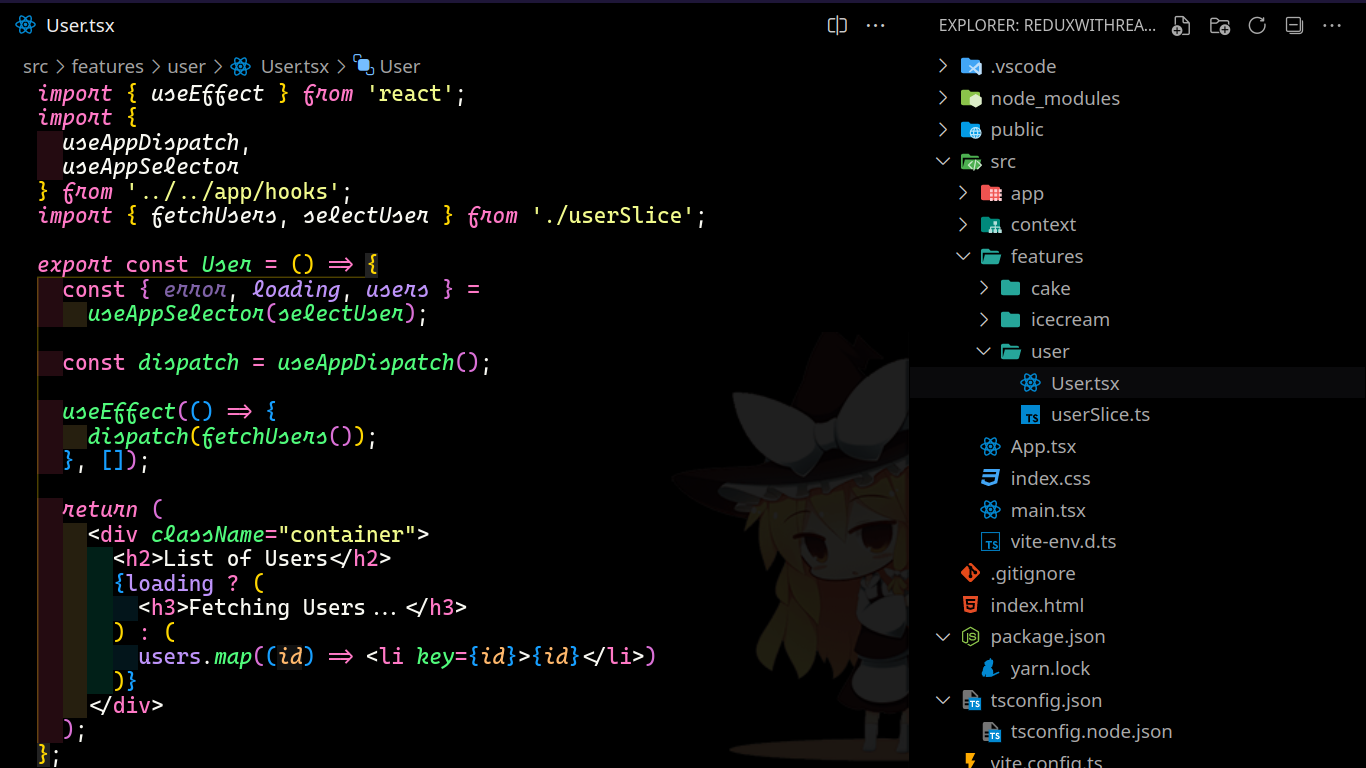 User.tsx
src > features > user > User.tsx > User
import { useEffect } from 'react';
import {
  useAppDispatch,
  useAppSelector
} from '../../app/hooks';
import { fetchUsers, selectUser } from './userSlice';
export const User = () => {
  const { error, loading, users } =
    useAppSelector(selectUser);
  const dispatch = useAppDispatch();
  useEffect(() => {
    dispatch(fetchUsers());
  }, []);
  return (
    <div className="container">
      <h2>List of Users</h2>
      {loading ? (
        <h3>Fetching Users...</h3>
      ) : (
        users.map((id) => <li key={id}>{id}</li>)
      )}
    </div>
  );
};
EXPLORER: REDUXWITHREA...
.vscode
node_modules
public
src
app
context
features
cake
icecream
user
User.tsx
userSlice.ts
App.tsx
index.css
main.tsx
vite-env.d.ts
.gitignore
index.html
package.json
yarn.lock
tsconfig.json
tsconfig.node.json
vite.config.ts